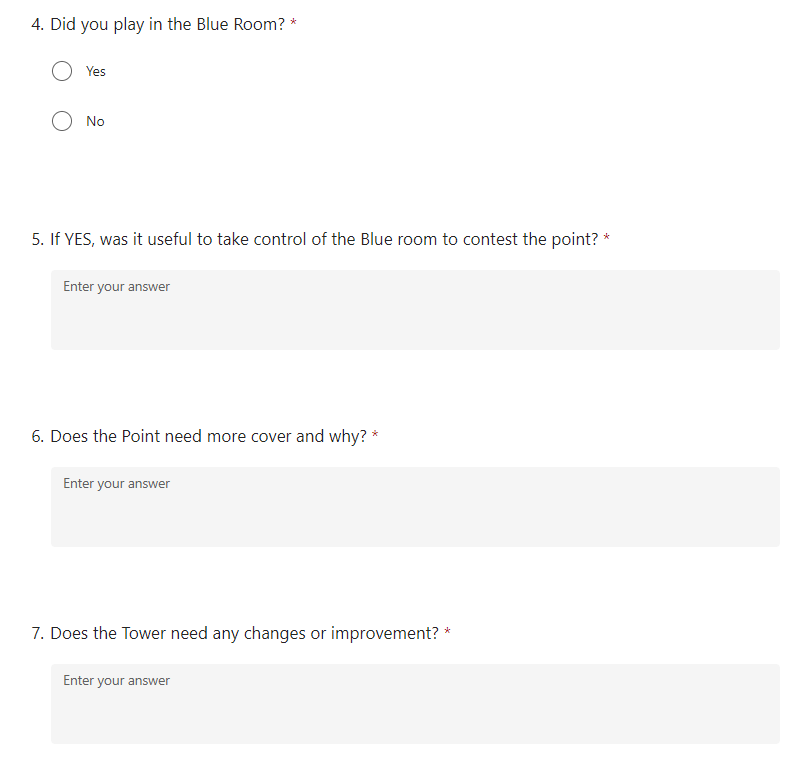 4. Did you play in the Blue Room? *
Yes
No
5. If YES, was it useful to take control of the Blue room to contest the point? *
Enter your answer
6. Does the Point need more cover and why? *
Enter your answer
7. Does the Tower need any changes or improvement? *
Enter your answer